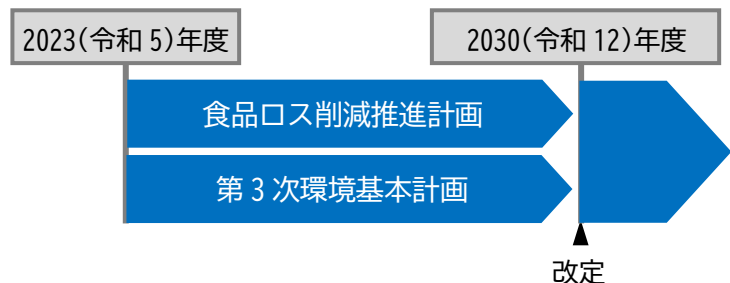 2023(令和 5)年度
2030(令和 12)年度
食品ロス削減推進計画
第 3 次環境基本計画
改定